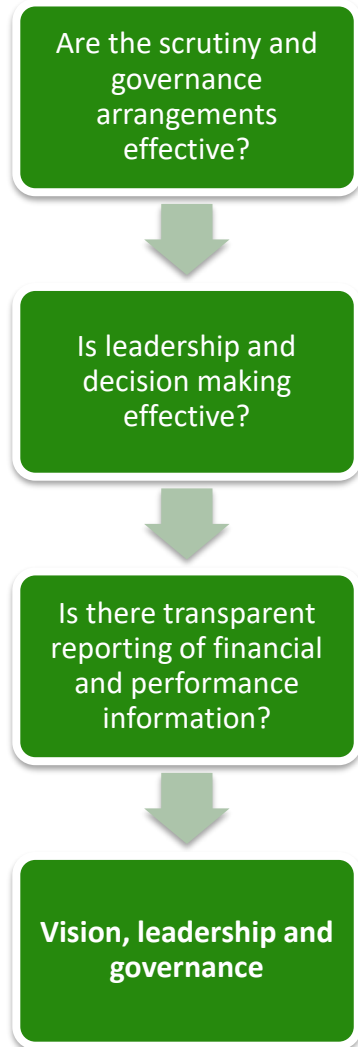 Are the scrutiny and
governance
arrangements
effective?
Is leadership and
decision making
effective?
Is there transparent
reporting of financial
and performance
information?
Vision, leadership and
governance